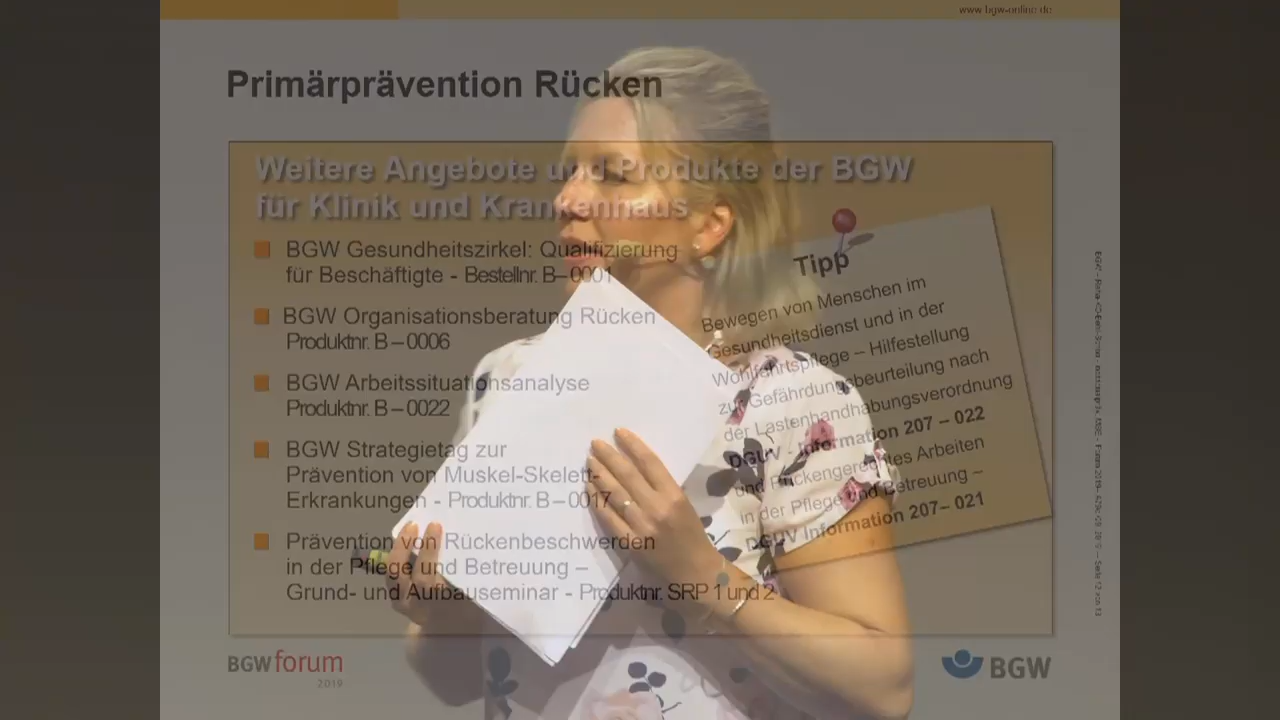 www.bgw-online.de
Primärprävention Rücken
Weitere Angebote und Produkte der BGW
für Klinik und Krankenhaus
BGW Gesundheitszirkel: Qualifizierung
für Beschäftigte - Bestellnr. B– 0001
BGW Organisationsberatung Rücken
Produktnr. B – 0006
BGW Arbeitssituationsanalyse
Produktnr. B – 0022
BGW Strategietag zur
Prävention von Muskel-Skelett-
Erkrankungen - Produktnr. B – 0017
Prävention von Rückenbeschwerden
in der Pflege und Betreuung –
Grund- und Aufbauseminar - Produktnr. SRP 1 und 2
Tipp
Bewegen von Menschen im
Gesundheitsdienst und in der
Wohlfahrtspflege – Hilfestellung
zur Gefährdungsbeurteilung nach
der Lastenhandhabungsverordnung
DGUV - Information 207 – 022
und Rückengerechtes Arbeiten
in der Pflege und Betreuung –
DGUV Information 207– 021
BGW forum
2019
BGW